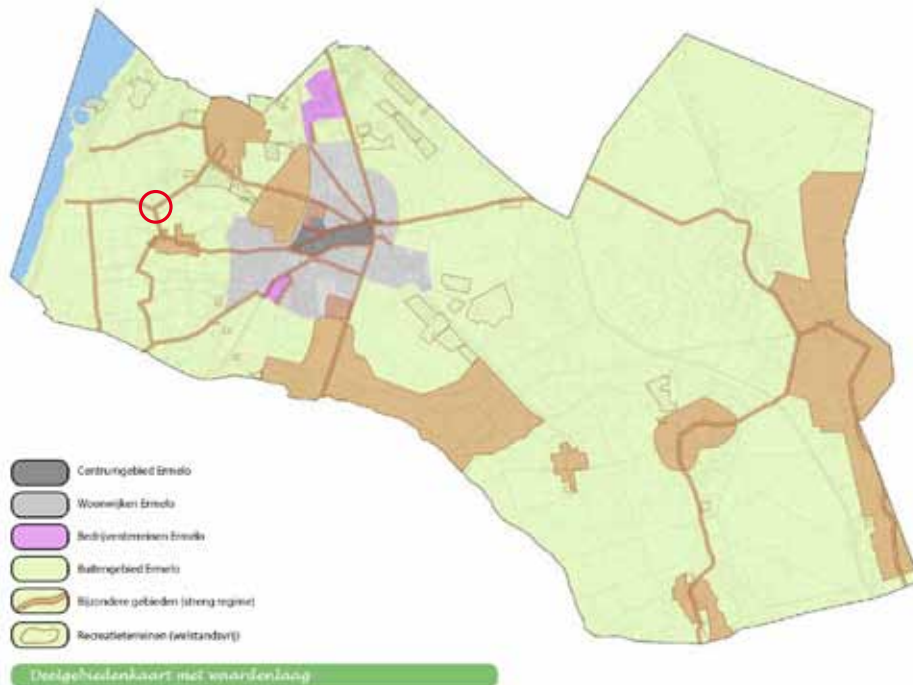 Centrumgebied Ermelo
Woonwijken Ermelo
Bedrijventerreinen Ermelo
Buitengebied Ermelo
Bijzondere gebieden (streng regime)
Recreatieterreinen (welstandsvrij)
Deelgebiedenkaart met waardenlaag